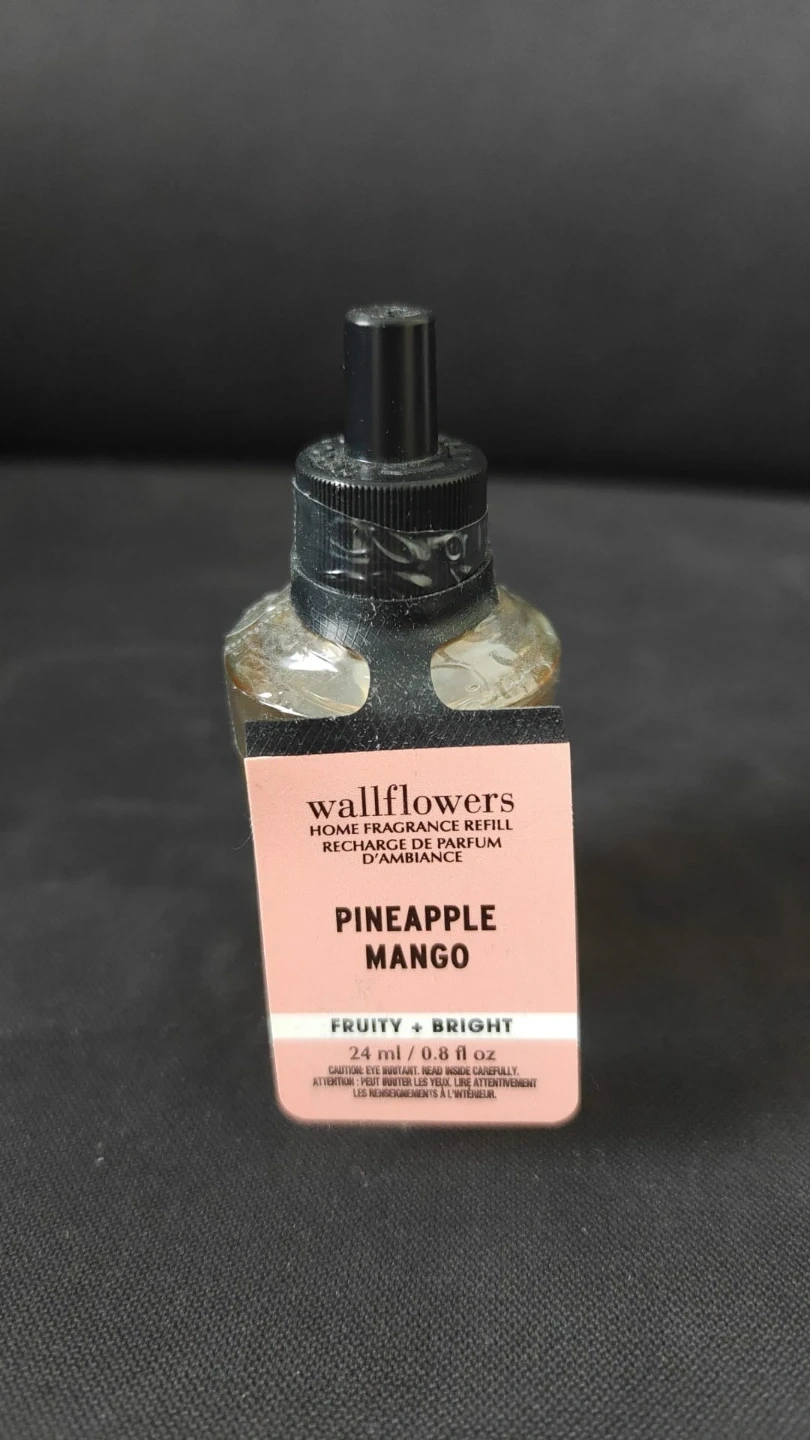 wallflowers
HOME FRAGRANCE REFILL
RECHARGE DE PARFUM
D'AMBIANCE
PINEAPPLE
MANGO
FRUITY + BRIGHT
24 ml / 0.8 fl oz
CAUTION: EYE IRRITANT. READ INSIDE CAREFULLY.
ATTENTION : PEUT IRRITER LES YEUX. LIRE ATTENTIVEMENT
LES RENSEIGNEMENTS À L'INTÉRIEUR.